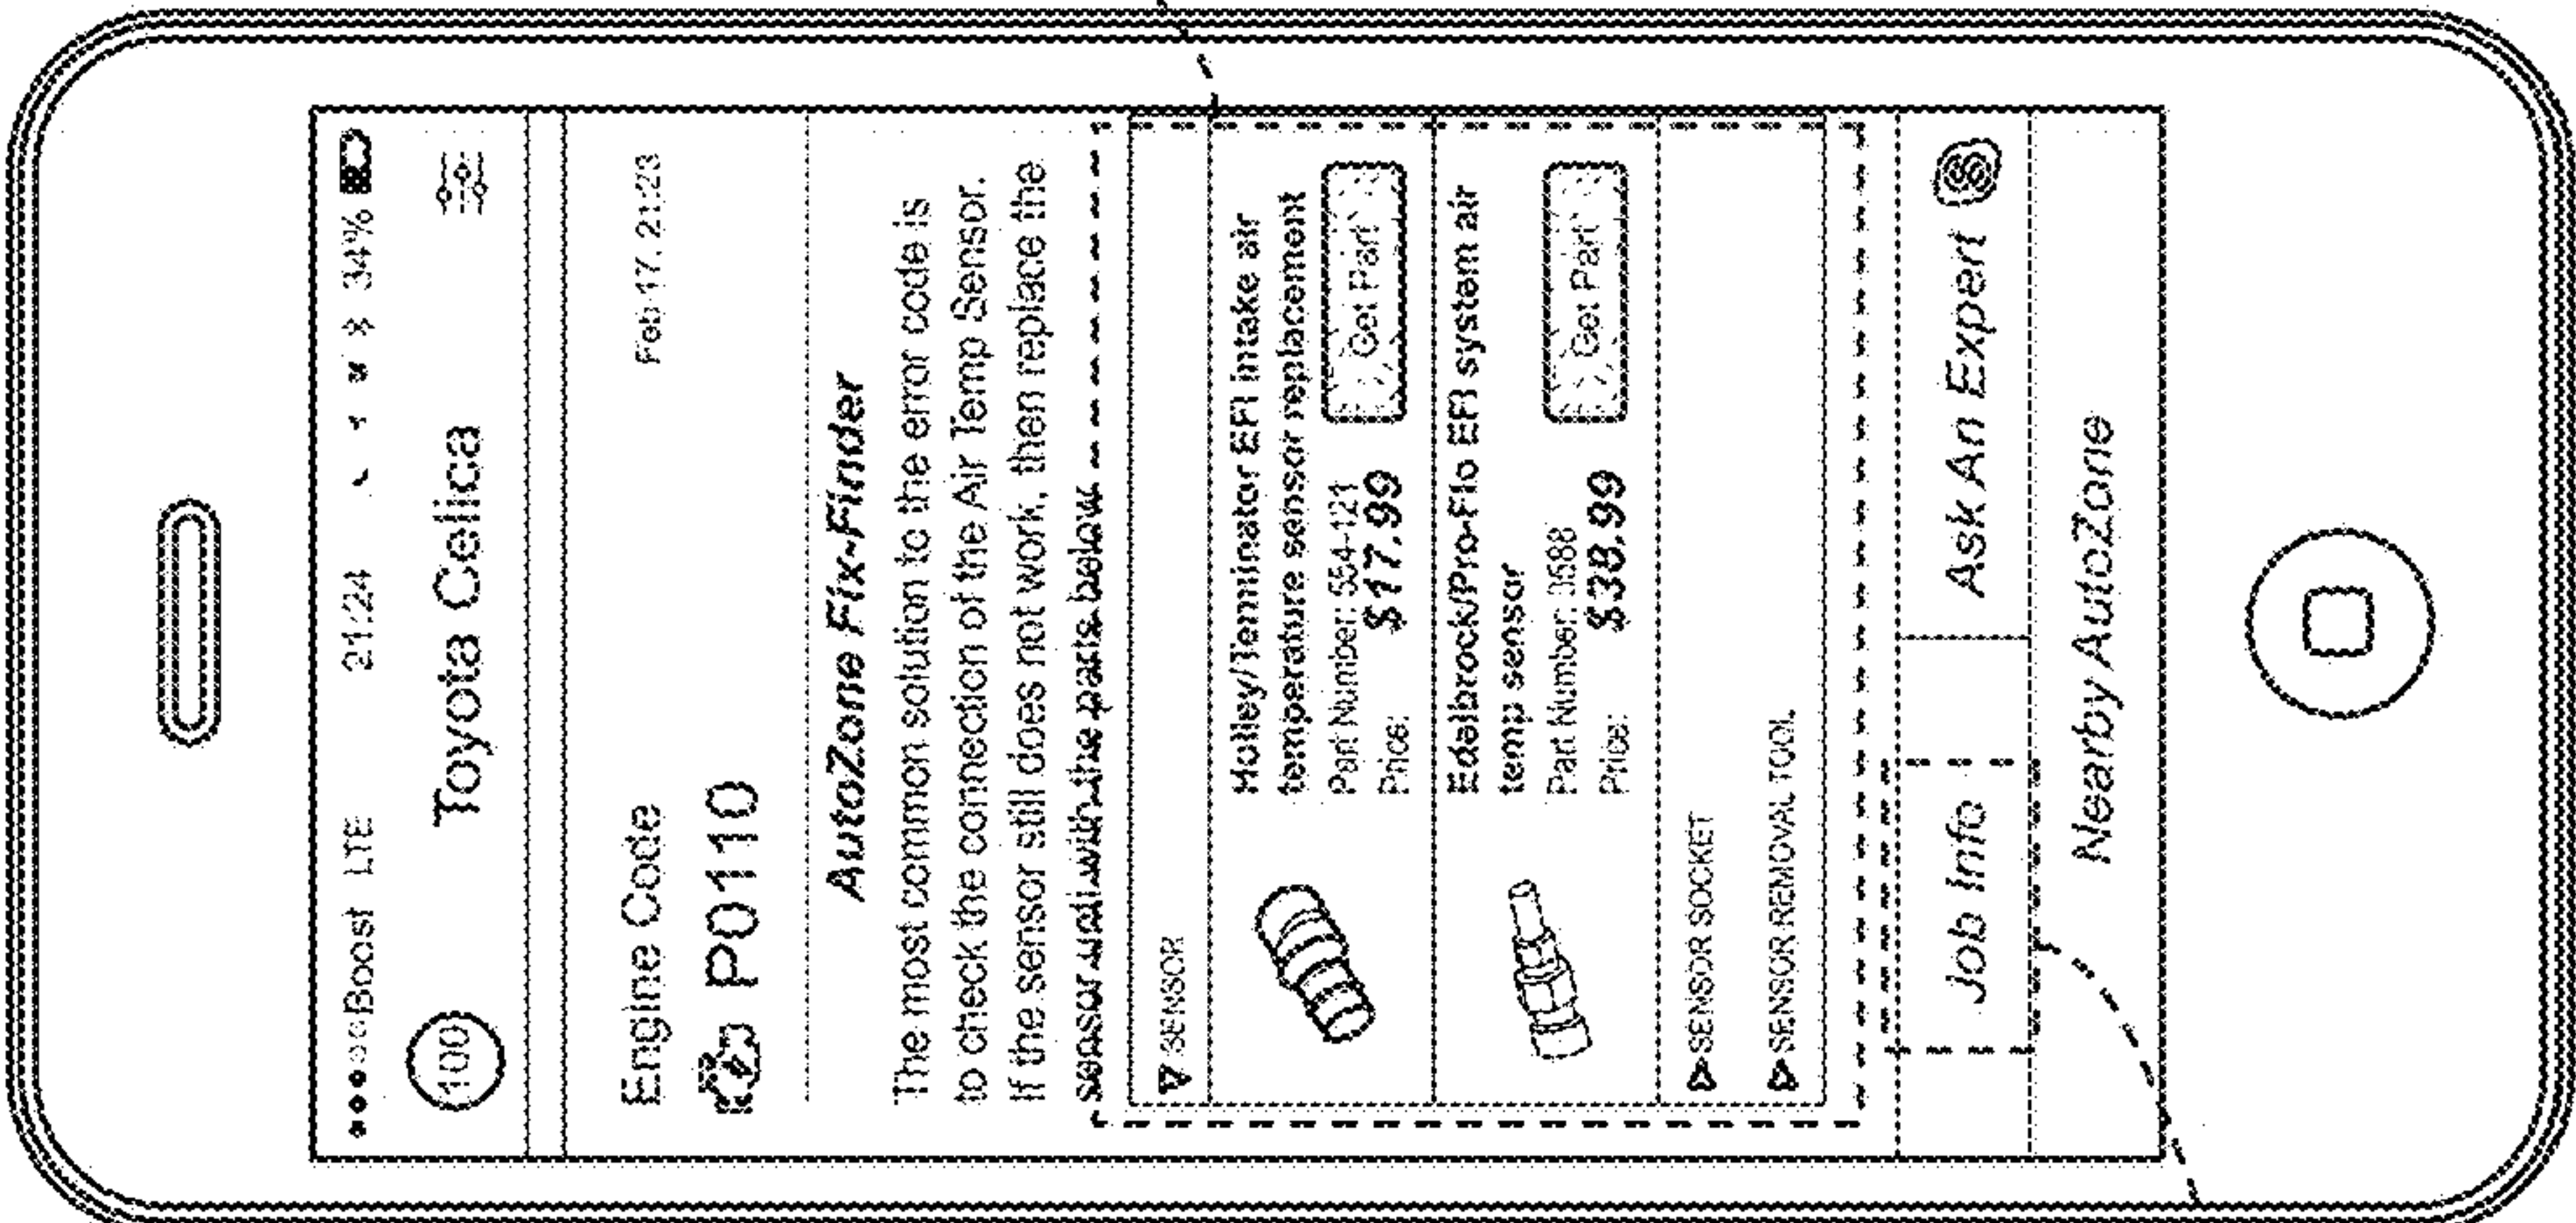 Boost LTE 21:24 34%
100 Toyota Celica
Engine Code
Feb 17, 21:23
P0110
AutoZone Fix-Finder
The most common solution to the error code is
to check the connection of the Air Temp Sensor.
If the sensor still does not work, then replace the
sensor unit with the parts below
SENSOR
Holley/Terminator EFI intake air
temperature sensor replacement
Part Number: 554-121
Price: $17.99
Get Part
Edelbrock/Pro-Flo EFI system air
temp sensor
Part Number: 3588
Price: $38.99
Get Part
SENSOR SOCKET
SENSOR REMOVAL TOOL
Job Info
Ask An Expert
Nearby AutoZone